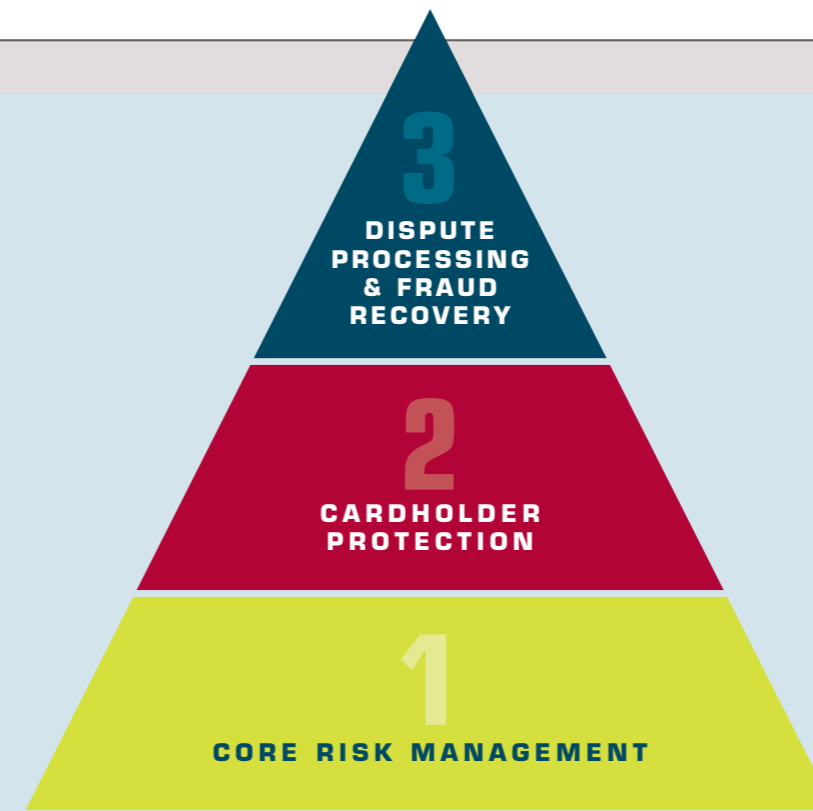 3
DISPUTE
PROCESSING
& FRAUD
RECOVERY
2
CARDHOLDER
PROTECTION
1
CORE RISK MANAGEMENT